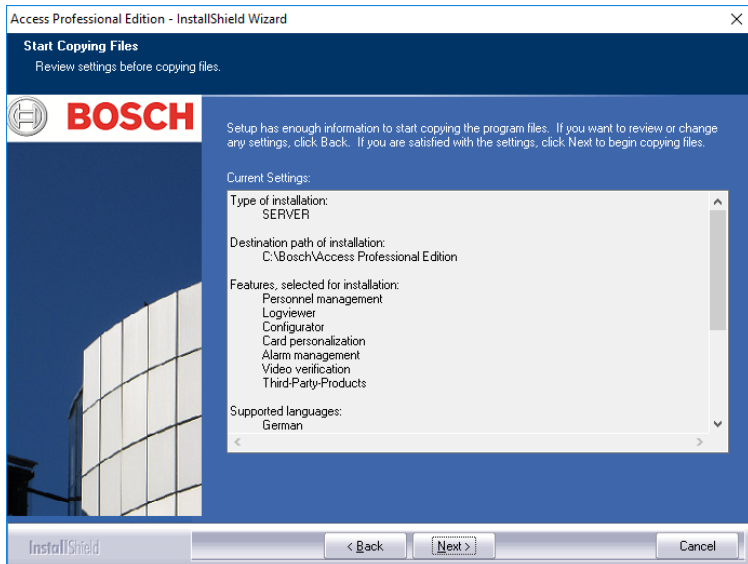 Access Professional Edition - InstallShield Wizard
Start Copying Files
Review settings before copying files.
BOSCH
Setup has enough information to start copying the program files. If you want to review or change
any settings, click Back. If you are satisfied with the settings, click Next to begin copying files.
Current Settings:
Type of installation:
SERVER
Destination path of installation:
C:\Bosch\Access Professional Edition
Features, selected for installation:
Personnel management
Logviewer
Configurator
Card personalization
Alarm management
Video verification
Third-Party-Products
Supported languages:
German
InstallShield
< Back
Next >
Cancel